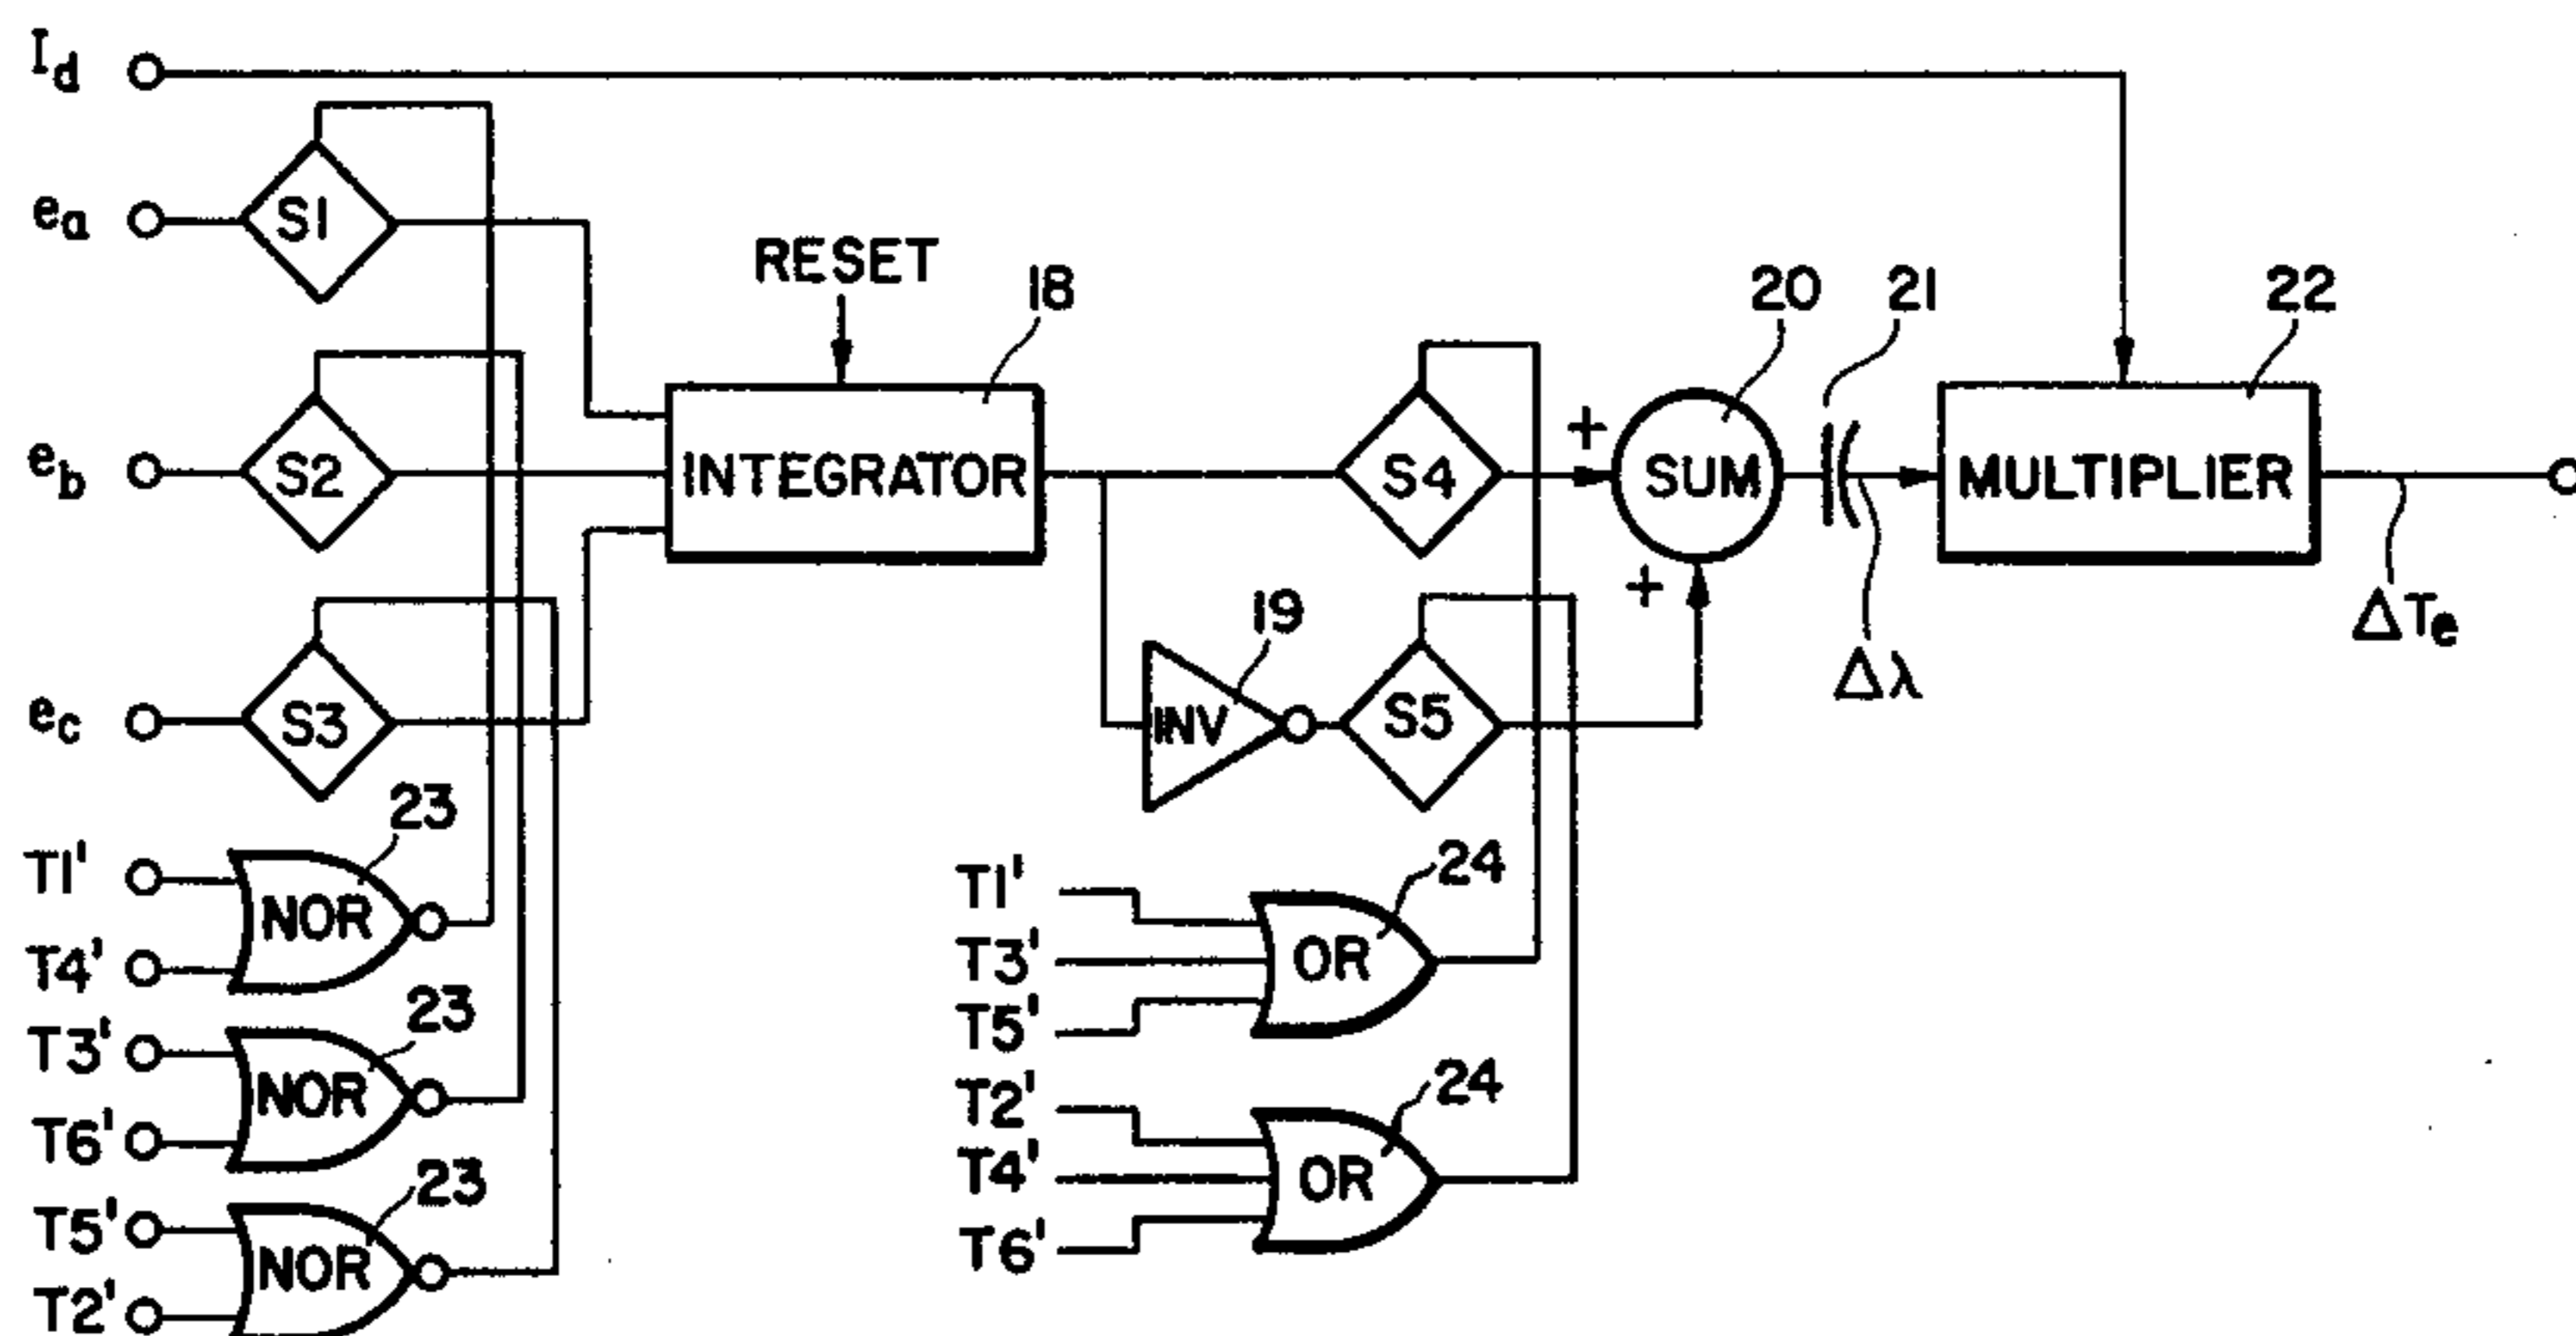 Id
ea
S1
RESET
18
20
21
22
eb
S2
INTEGRATOR
S4
+
SUM
MULTIPLIER
ec
S3
19
INV
S5
+
Δλ
ΔTe
T1'
T4'
NOR
23
T3'
T6'
NOR
23
T5'
T2'
NOR
23
T1'
T3'
T5'
OR
24
T2'
T4'
T6'
OR
24